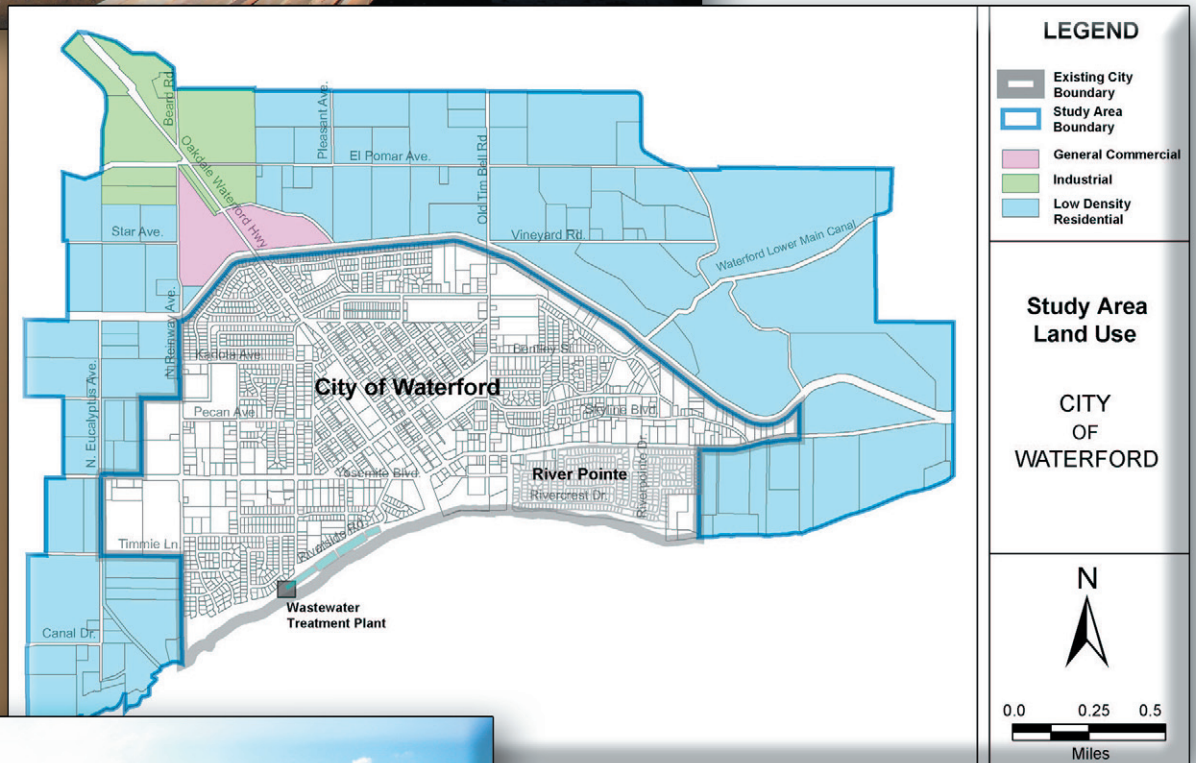 LEGEND
Existing City
Boundary
Study Area
Boundary
General Commercial
Industrial
Low Density
Residential
Study Area
Land Use
CITY
OF
WATERFORD
N
0.0 0.25 0.5
Miles
Beard Rd
Pleasant Ave.
Oakdale Waterford Hwy
El Pomar Ave.
Old Tim Bell Rd
Star Ave.
Vineyard Rd.
Waterford Lower Main Canal
N Reinway Ave.
Kadota Ave.
Bentley St
N. Eucalyptus Ave.
City of Waterford
Pecan Ave.
Skyline Blvd.
Yosemite Blvd.
River Pointe
Riverpointe Dr.
Rivercrest Dr.
Timmie Ln
Riverside Rd.
Wastewater
Treatment Plant
Canal Dr.